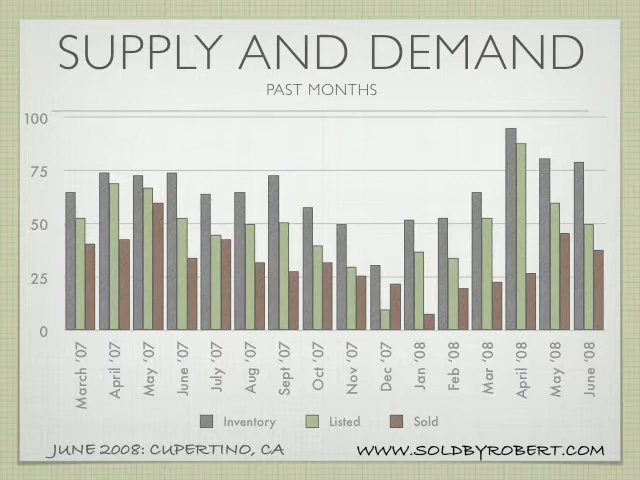 SUPPLY AND DEMAND
PAST MONTHS
100
75
50
25
0
March '07
April '07
May '07
June '07
July '07
Aug '07
Sept '07
Oct '07
Nov '07
Dec '07
Jan '08
Feb '08
Mar '08
April '08
May '08
June '08
Inventory Listed Sold
JUNE 2008: CUPERTINO, CA
WWW.SOLDBYROBERT.COM